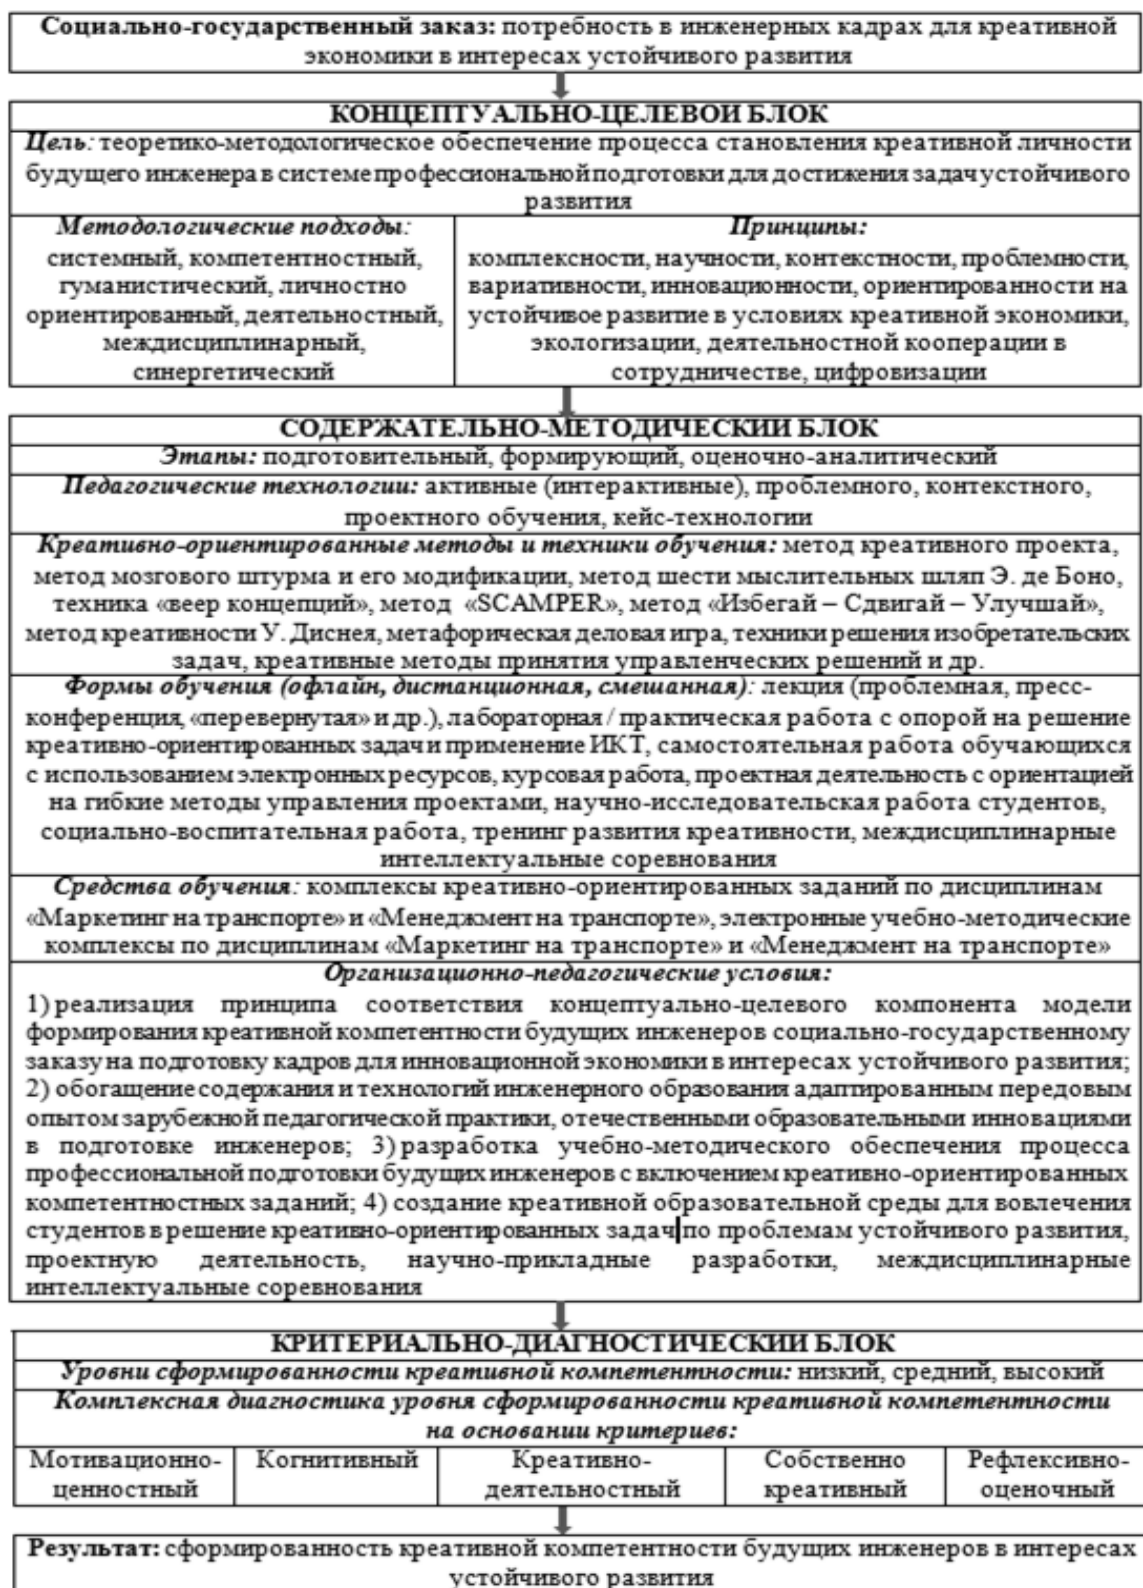 Социально-государственный заказ: потребность в инженерных кадрах для креативной
экономики в интересах устойчивого развития
КОНЦЕПТУАЛЬНО-ЦЕЛЕВОЙ БЛОК
Цель: теоретико-методологическое обеспечение процесса становления креативной личности
будущего инженера в системе профессиональной подготовки для достижения задач устойчивого
развития
Методологические подходы:
системный, компетентностный,
гуманистический, личностно
ориентированный, деятельностный,
междисциплинарный,
синергетический
Принципы:
комплексности, научности, контекстности, проблемности,
вариативности, инновационности, ориентированности на
устойчивое развитие в условиях креативной экономики,
экологизации, деятельностной кооперации в
сотрудничестве, цифровизации
СОДЕРЖАТЕЛЬНО-МЕТОДИЧЕСКИЙ БЛОК
Этапы: подготовительный, формирующий, оценочно-аналитический
Педагогические технологии: активные (интерактивные), проблемного, контекстного,
проектного обучения, кейс-технологии
Креативно-ориентированные методы и техники обучения: метод креативного проекта,
метод мозгового штурма и его модификации, метод шести мыслительных шляп Э. де Боно,
техника «веер концепций», метод «SCAMPER», метод «Избегай – Сдвигай – Улучшай»,
метод креативности У. Диснея, метафорическая деловая игра, техники решения изобретательских
задач, креативные методы принятия управленческих решений и др.
Формы обучения (офлайн, дистанционная, смешанная): лекция (проблемная, пресс-
конференция, «перевернутая» и др.), лабораторная / практическая работа с опорой на решение
креативно-ориентированных задач и применение ИКТ, самостоятельная работа обучающихся
с использованием электронных ресурсов, курсовая работа, проектная деятельность с ориентацией
на гибкие методы управления проектами, научно-исследовательская работа студентов,
социально-воспитательная работа, тренинг развития креативности, междисциплинарные
интеллектуальные соревнования
Средства обучения: комплексы креативно-ориентированных заданий по дисциплинам
«Маркетинг на транспорте» и «Менеджмент на транспорте», электронные учебно-методические
комплексы по дисциплинам «Маркетинг на транспорте» и «Менеджмент на транспорте»
Организационно-педагогические условия:
1) реализация принципа соответствия концептуально-целевого компонента модели
формирования креативной компетентности будущих инженеров социально-государственному
заказу на подготовку кадров для инновационной экономики в интересах устойчивого развития;
2) обогащение содержания и технологий инженерного образования адаптированным передовым
опытом зарубежной педагогической практики, отечественными образовательными инновациями
в подготовке инженеров; 3) разработка учебно-методического обеспечения процесса
профессиональной подготовки будущих инженеров с включением креативно-ориентированных
компетентностных заданий; 4) создание креативной образовательной среды для вовлечения
студентов в решение креативно-ориентированных задач по проблемам устойчивого развития,
проектную деятельность, научно-прикладные разработки, междисциплинарные
интеллектуальные соревнования
КРИТЕРИАЛЬНО-ДИАГНОСТИЧЕСКИЙ БЛОК
Уровни сформированности креативной компетентности: низкий, средний, высокий
Комплексная диагностика уровня сформированности креативной компетентности
на основании критериев:
Мотивационно-
ценностный
Когнитивный
Креативно-
деятельностный
Собственно
креативный
Рефлексивно-
оценочный
Результат: сформированность креативной компетентности будущих инженеров в интересах
устойчивого развития